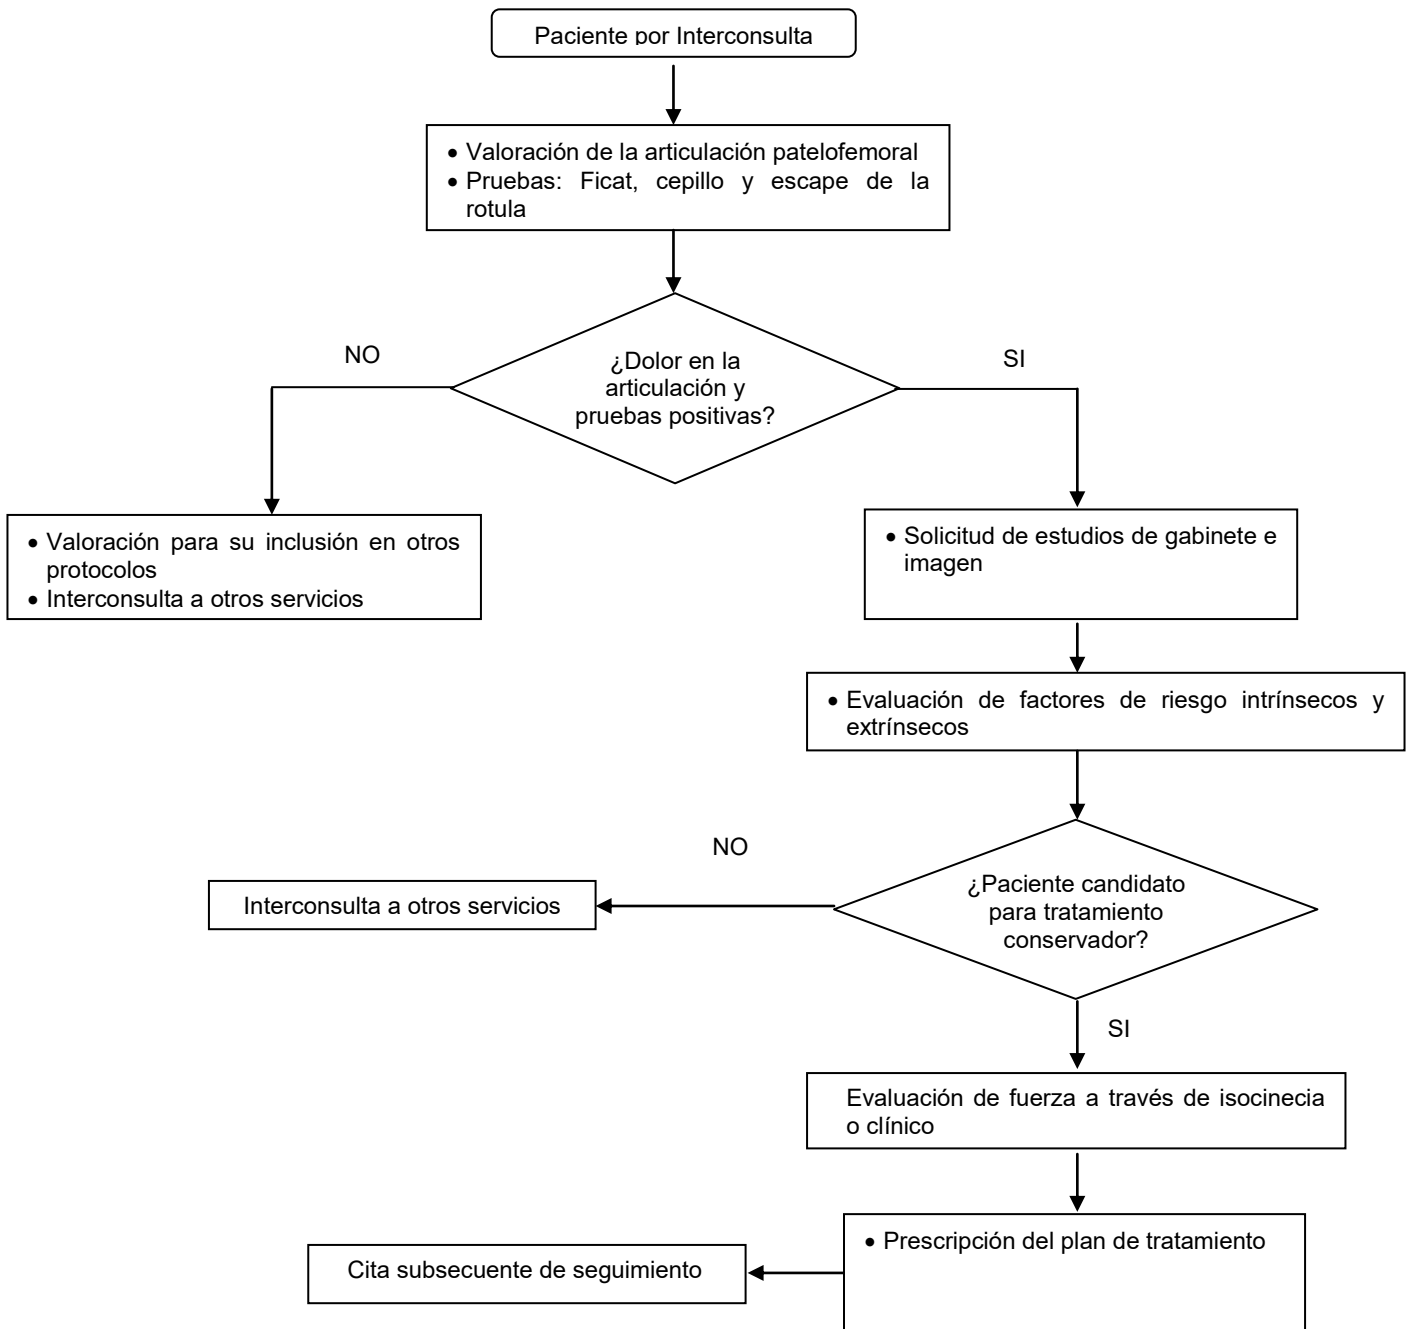 Paciente por Interconsulta
• Valoración de la articulación patelofemoral
• Pruebas: Ficat, cepillo y escape de la
rotula
NO
¿Dolor en la
articulación y
pruebas positivas?
SI
• Valoración para su inclusión en otros
protocolos
• Interconsulta a otros servicios
• Solicitud de estudios de gabinete e
imagen
• Evaluación de factores de riesgo intrínsecos y
extrínsecos
NO
¿Paciente candidato
para tratamiento
conservador?
Interconsulta a otros servicios
SI
Evaluación de fuerza a través de isocinecia
o clínico
• Prescripción del plan de tratamiento
Cita subsecuente de seguimiento